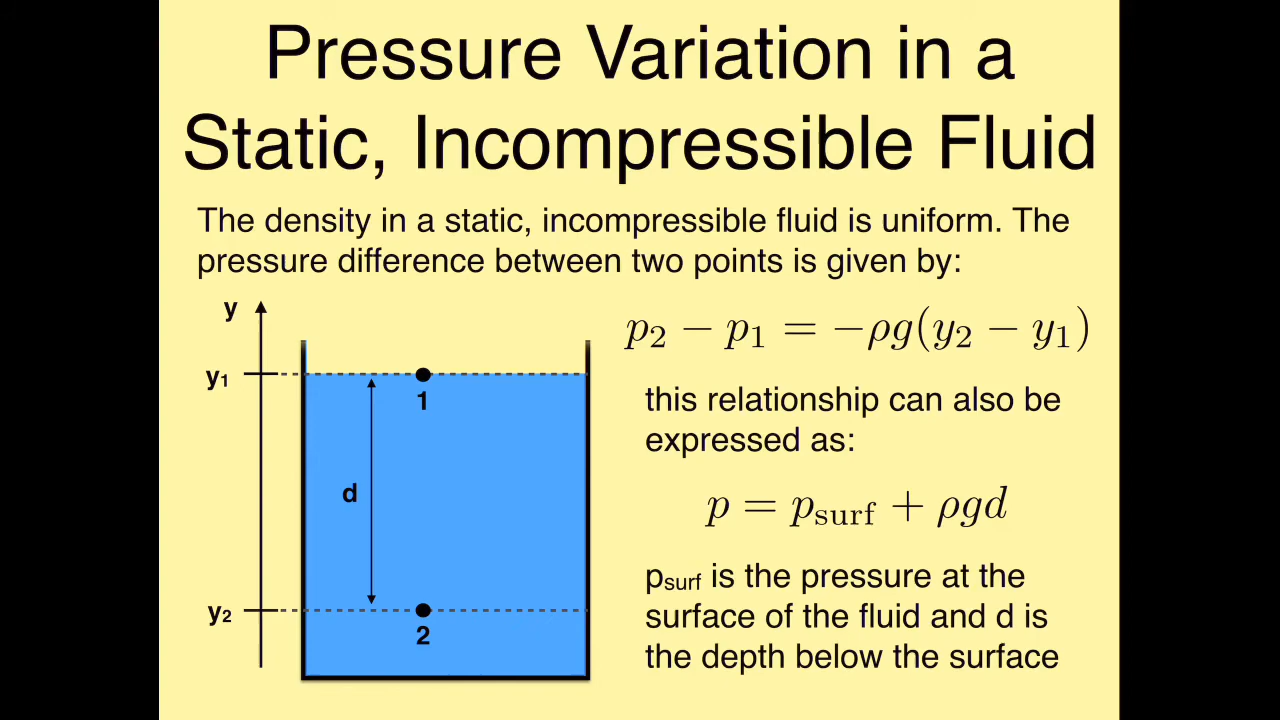 Pressure Variation in a
Static, Incompressible Fluid
The density in a static, incompressible fluid is uniform. The
pressure difference between two points is given by:
y
p₂ − p₁ = −ρg(y₂ − y₁)
y₁
1
this relationship can also be
expressed as:
d
p = p_surf + ρgd
p_surf is the pressure at the
surface of the fluid and d is
the depth below the surface
y₂
2